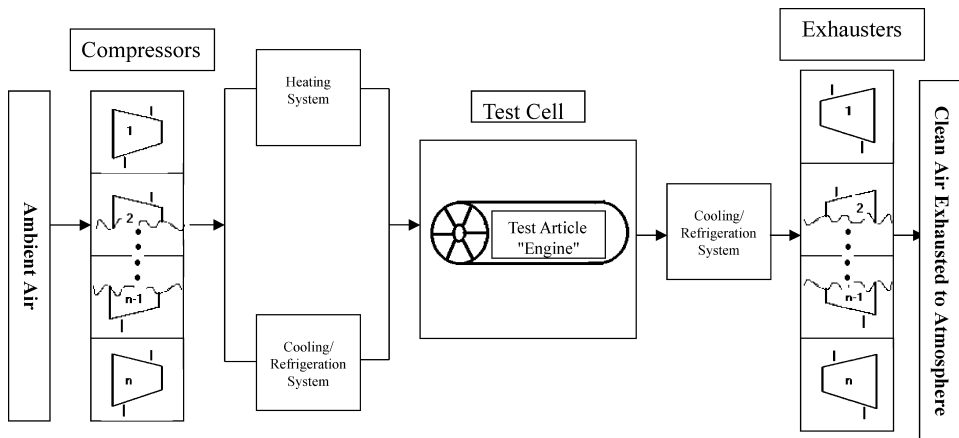 Compressors
Exhausters
Ambient Air
1
2
n-1
n
Heating
System
Cooling/
Refrigeration
System
Test Cell
Test Article
"Engine"
Cooling/
Refrigeration
System
1
2
n-1
n
Clean Air Exhausted to Atmosphere